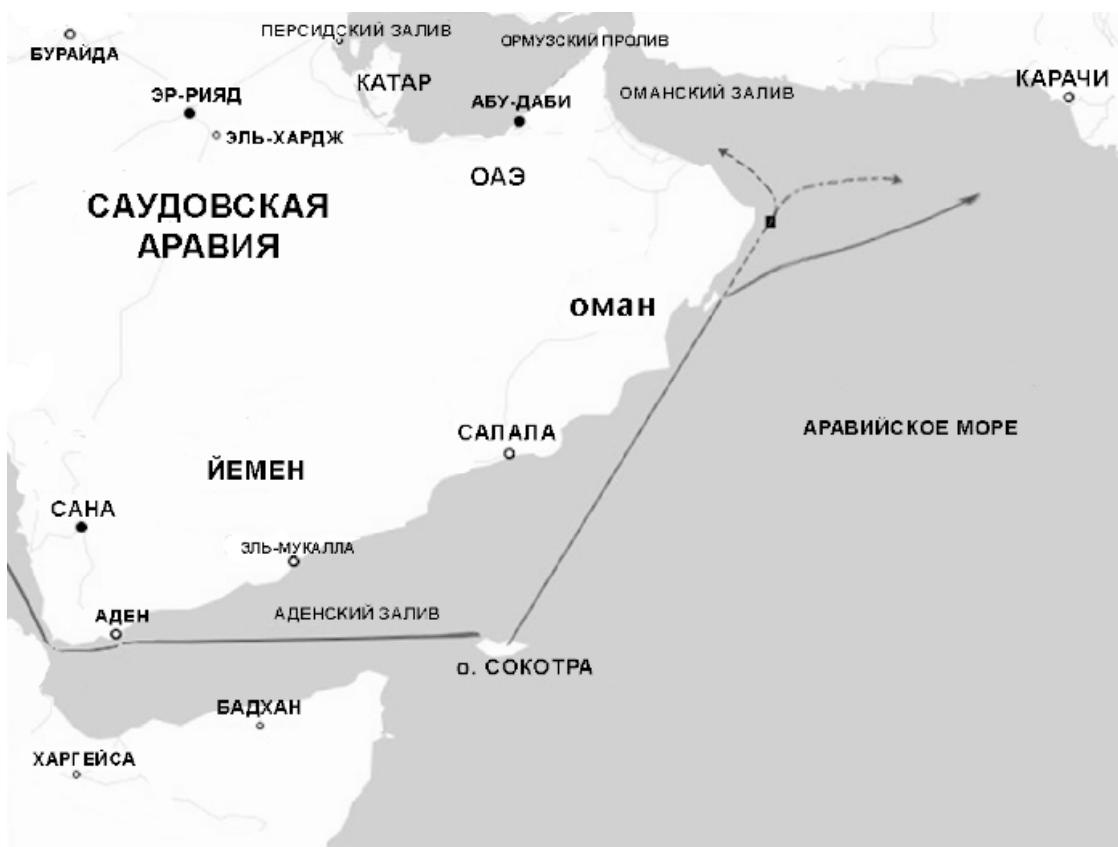 ПЕРСИДСКИЙ ЗАЛИВ
ОРМУЗСКИЙ ПРОЛИВ
БУРАЙДА
КАТАР
КАРАЧИ
ЭР-РИЯД
АБУ-ДАБИ
ОМАНСКИЙ ЗАЛИВ
ЭЛЬ-ХАРДЖ
ОАЭ
САУДОВСКАЯ
АРАВИЯ
оман
АРАВИЙСКОЕ МОРЕ
САЛАЛА
ЙЕМЕН
САНА
ЭЛЬ-МУКАЛЛА
АДЕН
АДЕНСКИЙ ЗАЛИВ
о. СОКОТРА
БАДХАН
ХАРГЕЙСА